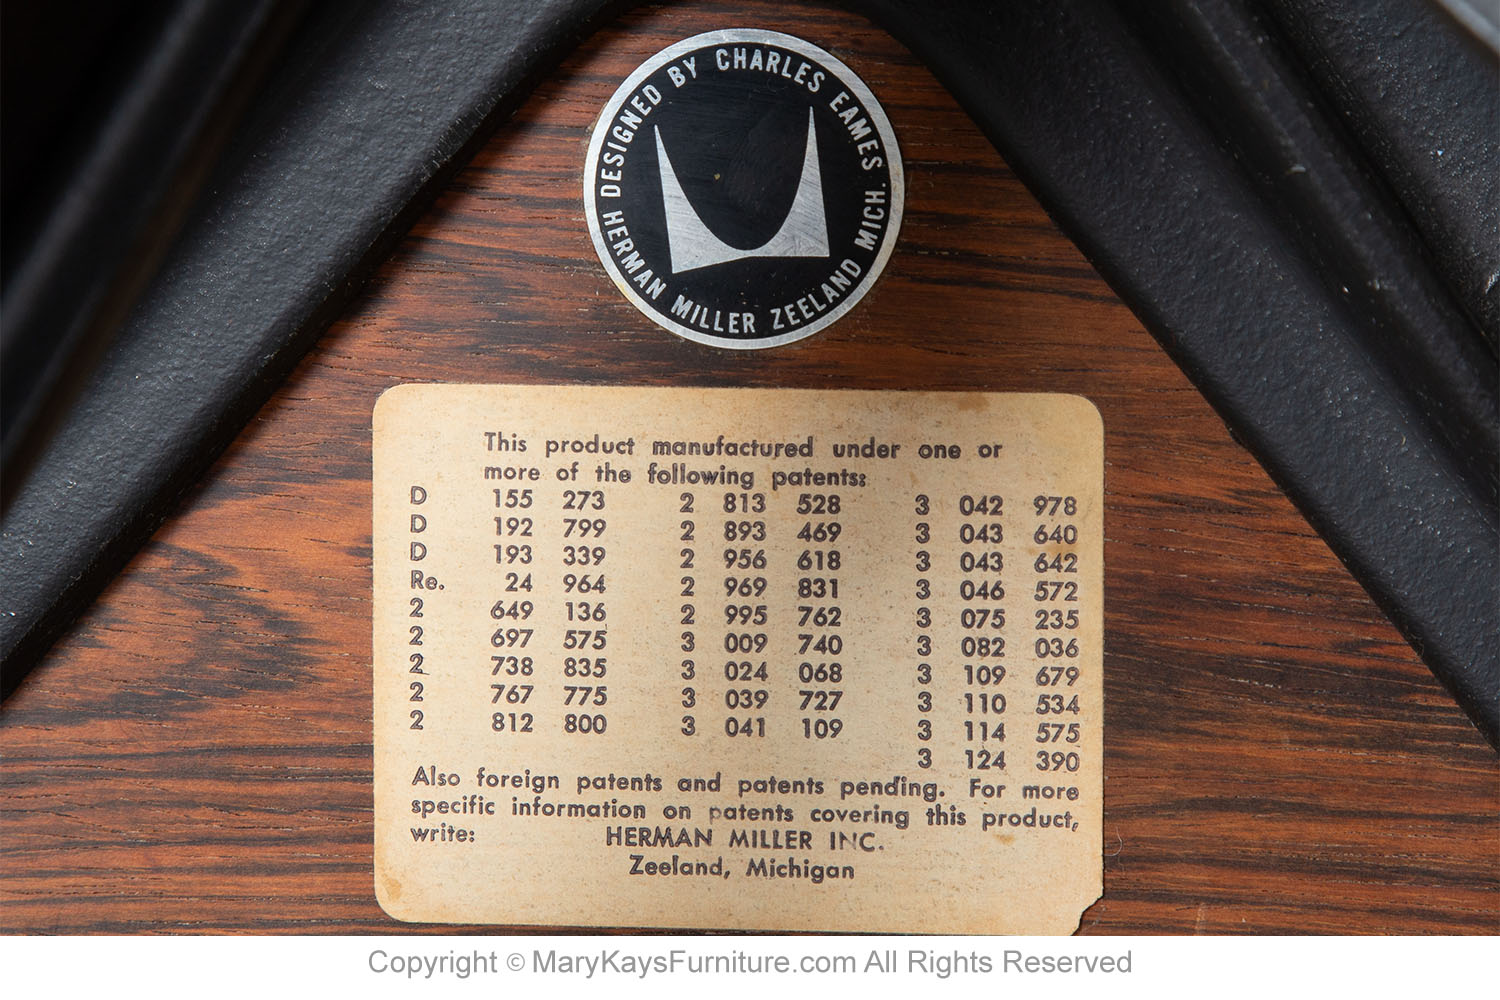 DESIGNED BY CHARLES EAMES
HERMAN MILLER ZEELAND MICH.
This product manufactured under one or
more of the following patents:
D 155 273 2 813 528 3 042 978
D 192 799 2 893 469 3 043 640
D 193 339 2 956 618 3 043 642
Re. 24 964 2 969 831 3 046 572
2 649 136 2 995 762 3 075 235
2 697 575 3 009 740 3 082 036
2 738 835 3 024 068 3 109 679
2 767 775 3 039 727 3 110 534
2 812 800 3 041 109 3 114 575
3 124 390
Also foreign patents and patents pending. For more
specific information on patents covering this product,
write: HERMAN MILLER INC.
Zeeland, Michigan
Copyright © MaryKaysFurniture.com All Rights Reserved